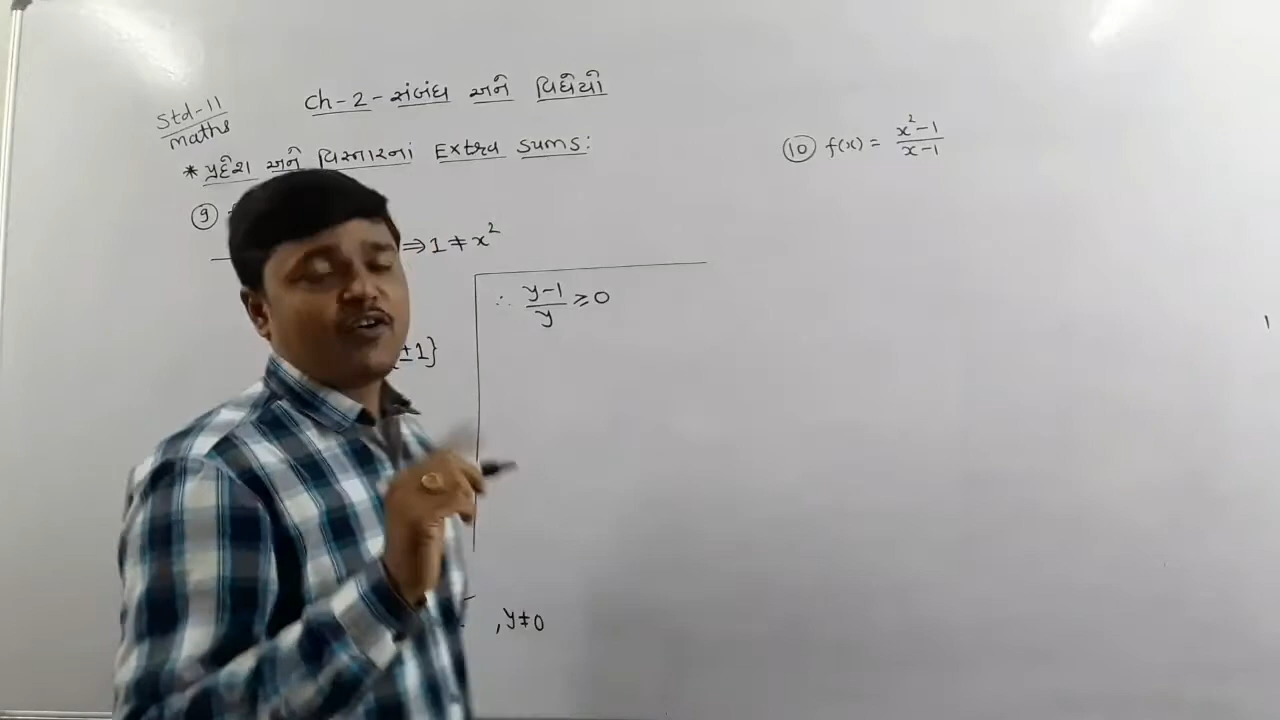 Std-11
maths
Ch-2-સંબંધ અને વિધેયો
* પ્રદેશ અને વિસ્તારનાં Extra sums:
⑨
⇒ 1 ≠ x²
±1}
∴ (y-1)/y ≥ 0
, y ≠ 0
⑩ f(x) = (x²-1)/(x-1)